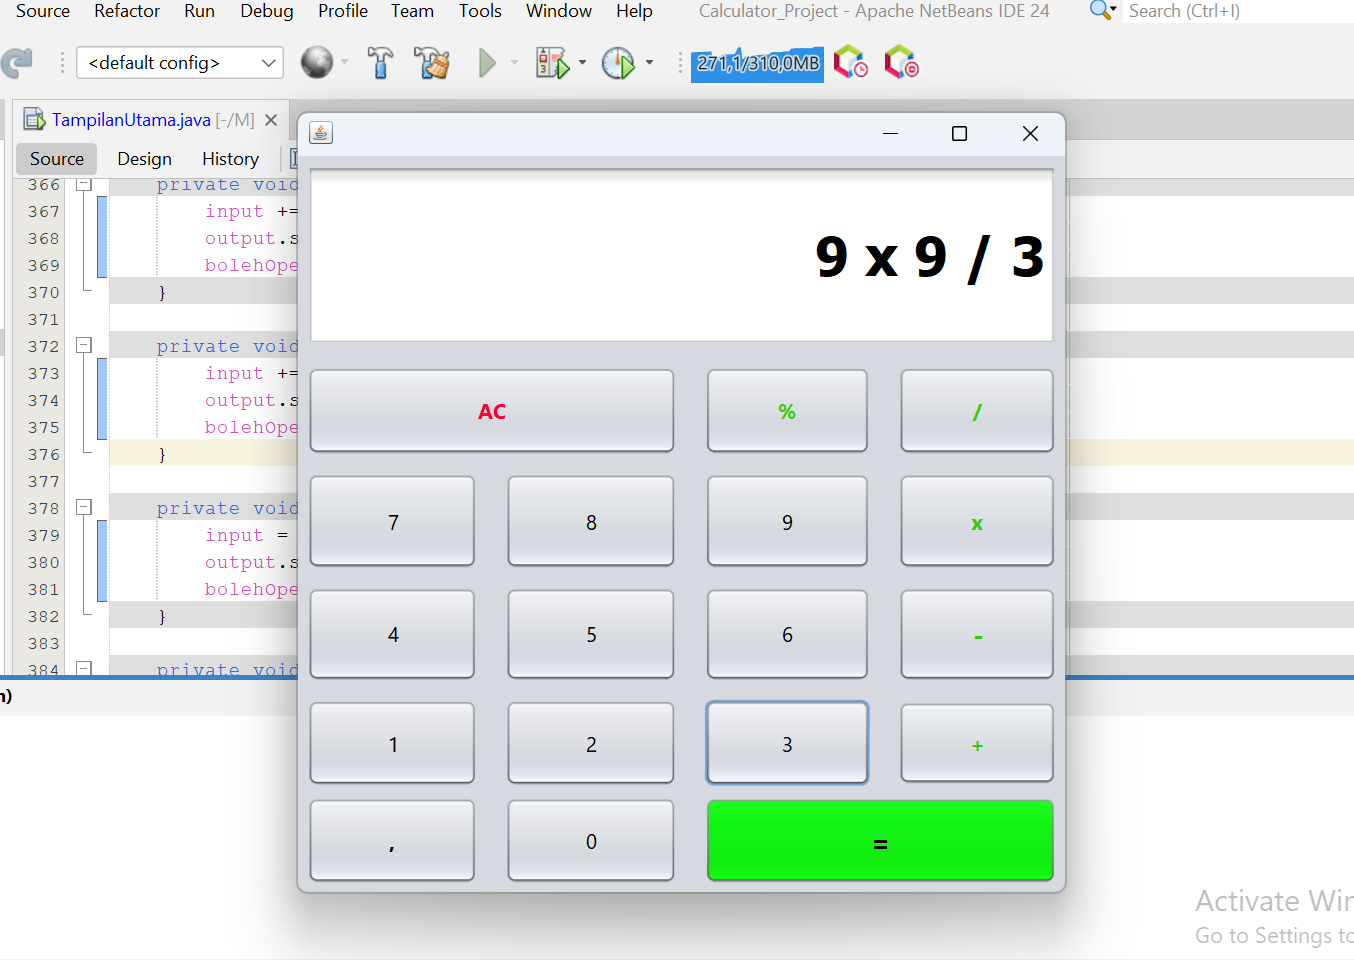 Source Refactor Run Debug Profile Team Tools Window Help Calculator_Project - Apache NetBeans IDE 24 Search (Ctrl+I)
<default config> 271,1/310,0MB
TampilanUtama.java [-/M]
Source Design History
366 private void
367 input +=
368 output.s
369 bolehOpe
370 }
371
372 private void
373 input +=
374 output.s
375 bolehOpe
376 }
377
378 private void
379 input =
380 output.s
381 bolehOpe
382 }
383
384 private void
n)
9 x 9 / 3
AC % /
7 8 9 x
4 5 6 -
1 2 3 +
, 0 =
Activate Win
Go to Settings to